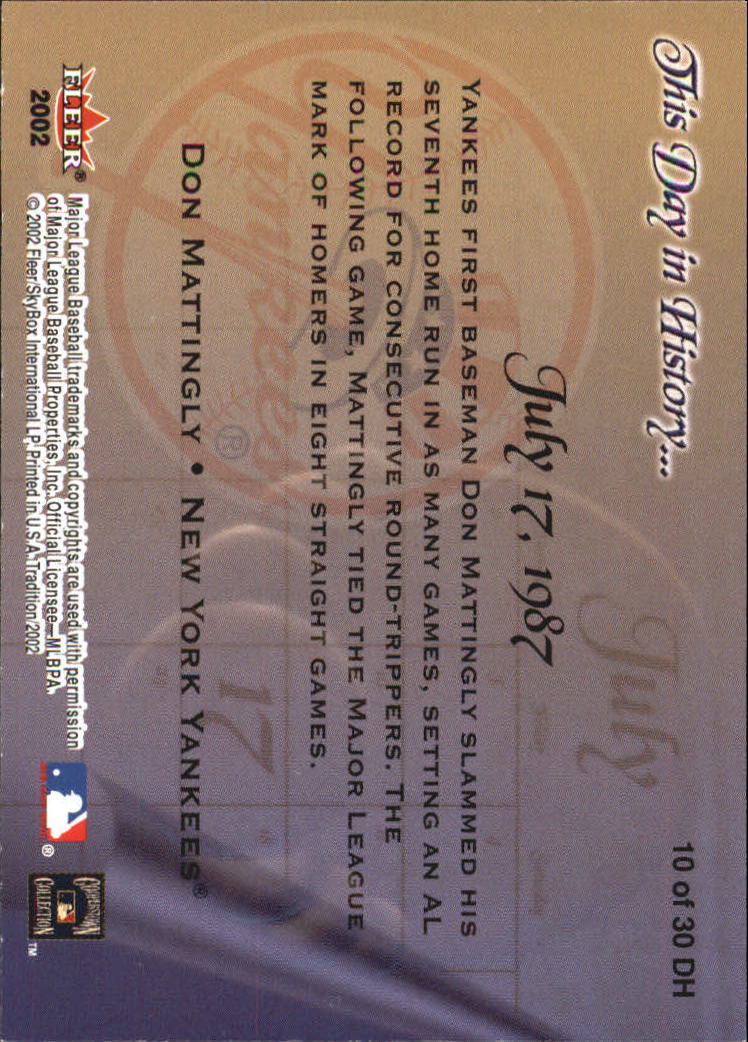 This Day in History...
10 of 30 DH
July
July 17, 1987
YANKEES FIRST BASEMAN DON MATTINGLY SLAMMED HIS
SEVENTH HOME RUN IN AS MANY GAMES, SETTING AN AL
RECORD FOR CONSECUTIVE ROUND-TRIPPERS. THE
FOLLOWING GAME, MATTINGLY TIED THE MAJOR LEAGUE
MARK OF HOMERS IN EIGHT STRAIGHT GAMES.
Yankees ®
17
DON MATTINGLY • NEW YORK YANKEES®
FLEER®
2002
Major League Baseball trademarks and copyrights are used with permission
of Major League Baseball Properties, Inc. Official Licensee—MLBPA.
© 2002 Fleer/SkyBox International LP. Printed in U.S.A. Tradition/2002
®
COOPERSTOWN
COLLECTION
™